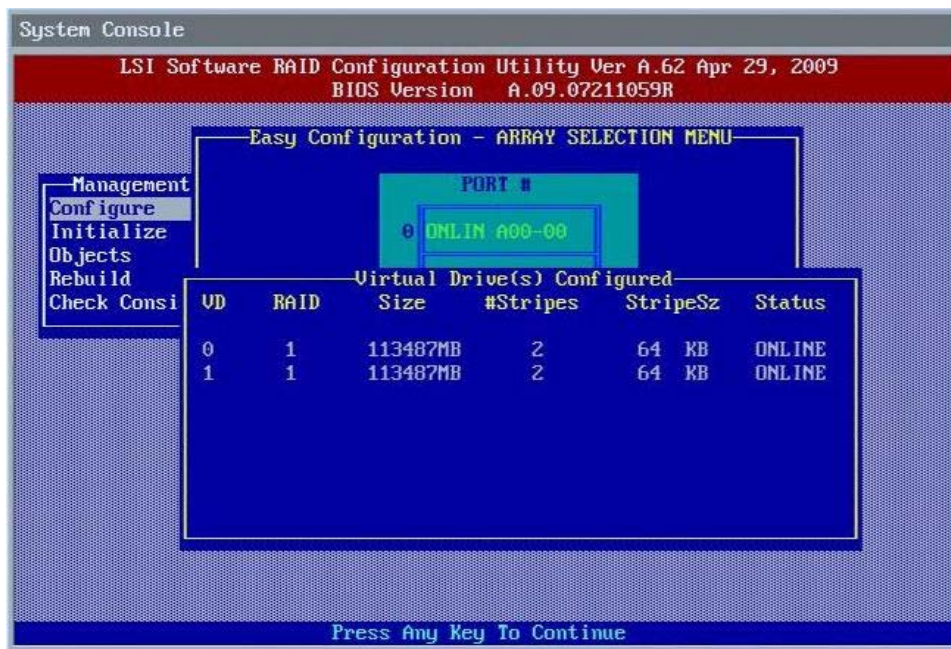 System Console
LSI Software RAID Configuration Utility Ver A.62 Apr 29, 2009
BIOS Version A.09.07211059R
Easy Configuration - ARRAY SELECTION MENU
Management
Configure
Initialize
Objects
Rebuild
Check Consi
PORT #
0 ONLIN A00-00
Virtual Drive(s) Configured
VD RAID Size #Stripes StripeSz Status
0 1 113487MB 2 64 KB ONLINE
1 1 113487MB 2 64 KB ONLINE
Press Any Key To Continue